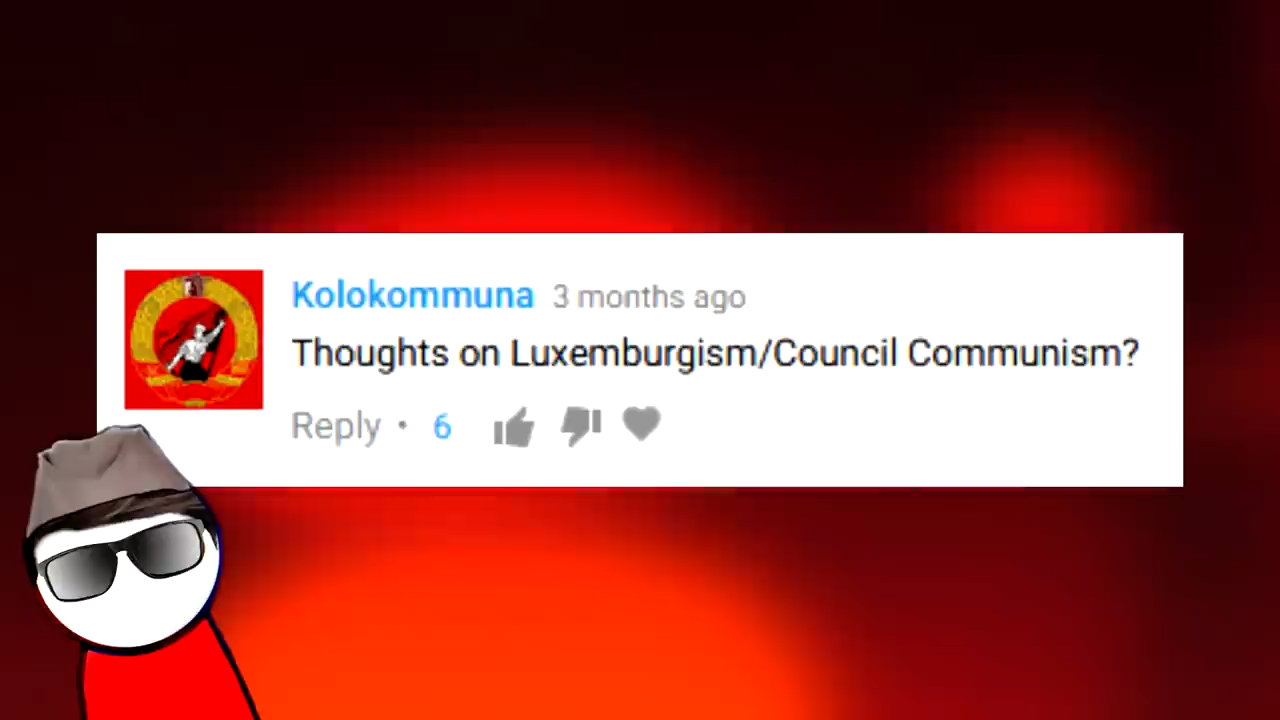 Kolokommuna 3 months ago
Thoughts on Luxemburgism/Council Communism?
Reply • 6